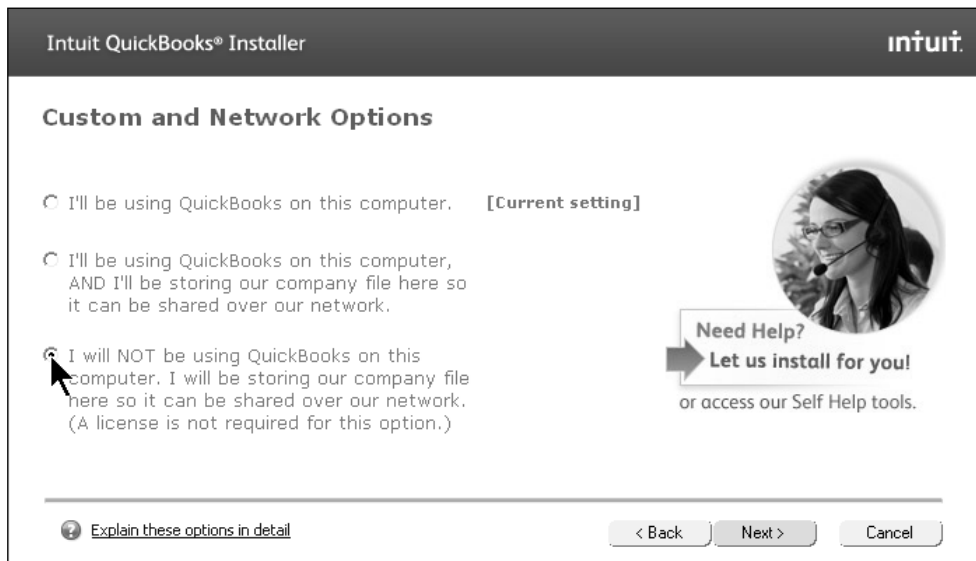 Intuit QuickBooks® Installer
intuit.
Custom and Network Options
I'll be using QuickBooks on this computer. [Current setting]
I'll be using QuickBooks on this computer,
AND I'll be storing our company file here so
it can be shared over our network.
I will NOT be using QuickBooks on this
computer. I will be storing our company file
here so it can be shared over our network.
(A license is not required for this option.)
Need Help?
Let us install for you!
or access our Self Help tools.
? Explain these options in detail
< Back
Next >
Cancel